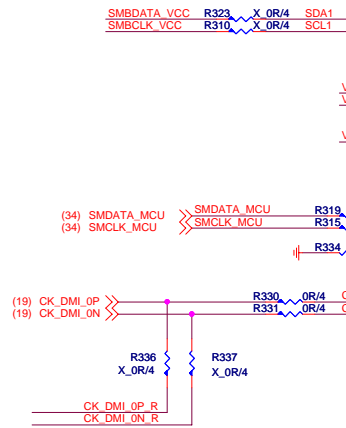 SMBDATA_VCC R323 X_0R/4 SDA1
SMBCLK_VCC R310 X_0R/4 SCL1
V
V
V
(34) SMDATA_MCU SMDATA_MCU R319
(34) SMCLK_MCU SMCLK_MCU R315
R334
(19) CK_DMI_0P R330 0R/4
(19) CK_DMI_0N R331 0R/4
R336 R337
X_0R/4 X_0R/4
CK_DMI_0P_R
CK_DMI_0N_R